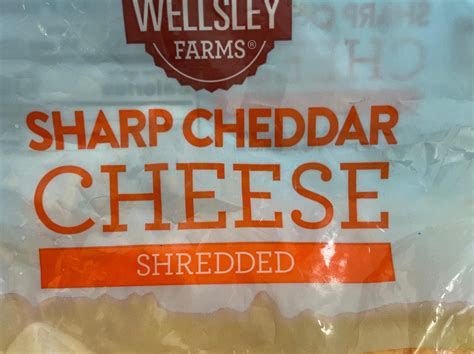 WELLSLEY
FARMS®
SHARP CHEDDAR
CHEESE
SHREDDED